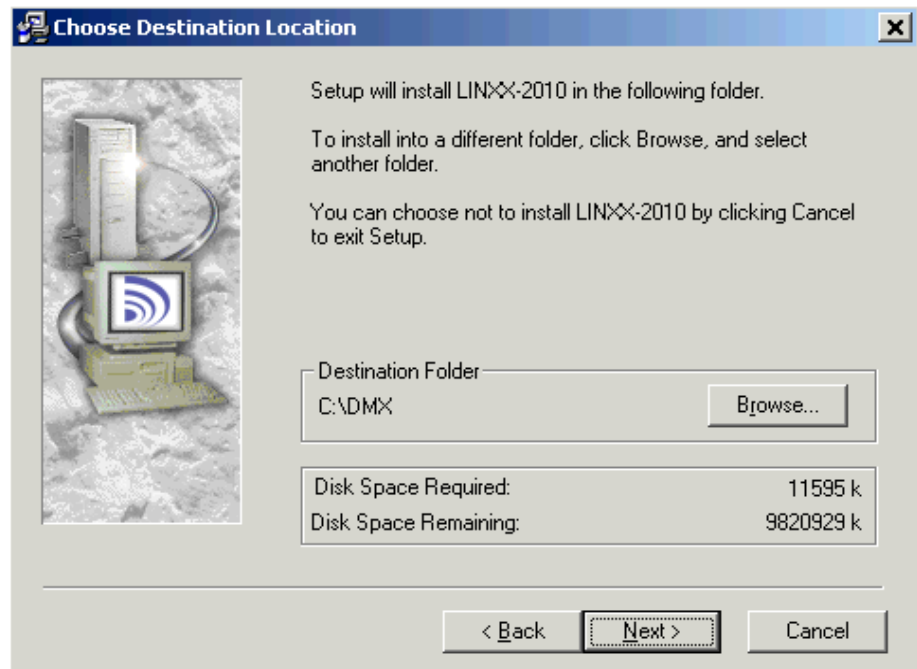 Choose Destination Location
Setup will install LINXX-2010 in the following folder.
To install into a different folder, click Browse, and select
another folder.
You can choose not to install LINXX-2010 by clicking Cancel
to exit Setup.
Destination Folder
C:\DMX
Browse...
Disk Space Required: 11595 k
Disk Space Remaining: 9820929 k
< Back Next > Cancel